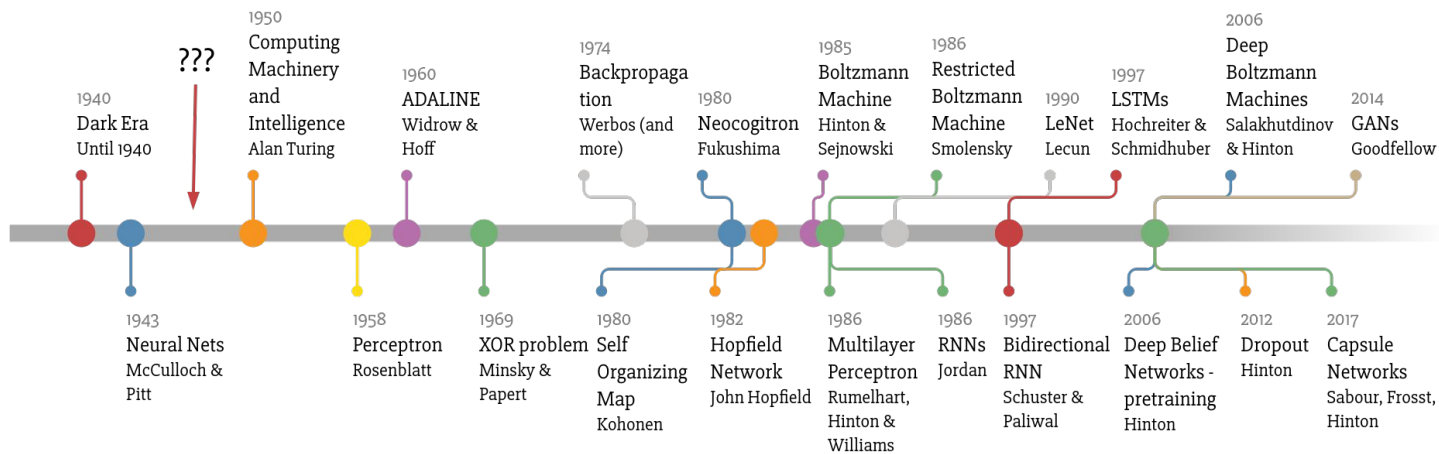 1940
Dark Era
Until 1940
???
1950
Computing
Machinery
and
Intelligence
Alan Turing
1960
ADALINE
Widrow &
Hoff
1974
Backpropaga
tion
Werbos (and
more)
1980
Neocogitron
Fukushima
1985
Boltzmann
Machine
Hinton &
Sejnowski
1986
Restricted
Boltzmann
Machine
Smolensky
1990
LeNet
Lecun
1997
LSTMs
Hochreiter &
Schmidhuber
2006
Deep
Boltzmann
Machines
Salakhutdinov
& Hinton
2014
GANs
Goodfellow
1943
Neural Nets
McCulloch &
Pitt
1958
Perceptron
Rosenblatt
1969
XOR problem
Minsky &
Papert
1980
Self
Organizing
Map
Kohonen
1982
Hopfield
Network
John Hopfield
1986
Multilayer
Perceptron
Rumelhart,
Hinton &
Williams
1986
RNNs
Jordan
1997
Bidirectional
RNN
Schuster &
Paliwal
2006
Deep Belief
Networks -
pretraining
Hinton
2012
Dropout
Hinton
2017
Capsule
Networks
Sabour, Frosst,
Hinton